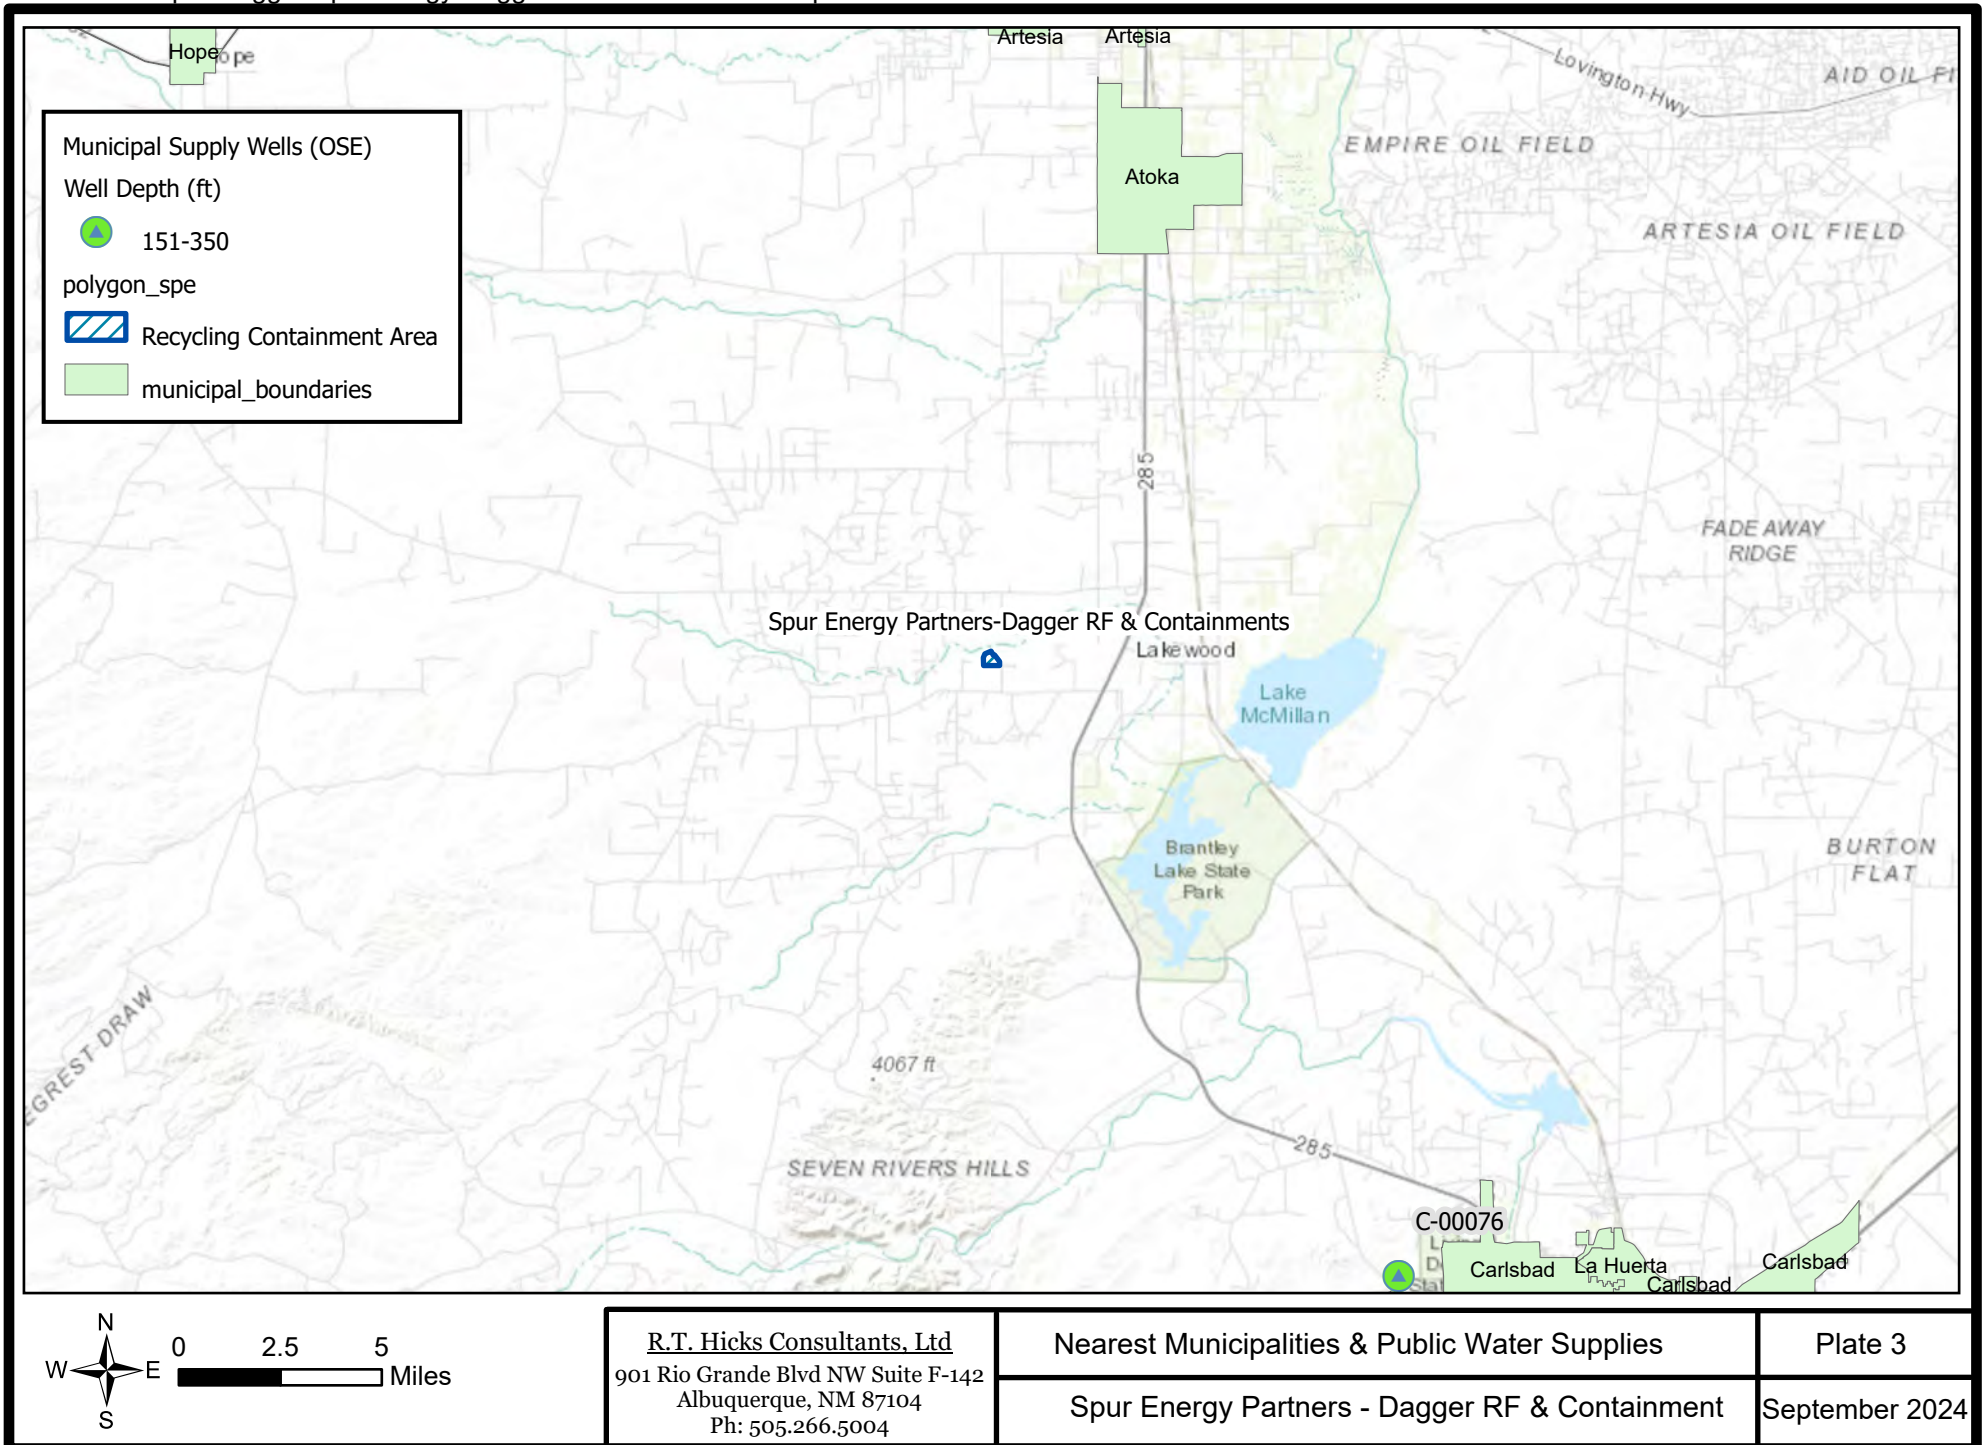 Hope
ope
Artesia
Artesia
Lovington Hwy
AID OIL FI
EMPIRE OIL FIELD
Atoka
ARTESIA OIL FIELD
Municipal Supply Wells (OSE)
Well Depth (ft)
151-350
polygon_spe
Recycling Containment Area
municipal_boundaries
285
FADE AWAY
RIDGE
Spur Energy Partners-Dagger RF & Containments
Lakewood
Lake
McMillan
Brantley
Lake State
Park
BURTON
FLAT
EGREST DRAW
4067 ft
SEVEN RIVERS HILLS
285
C-00076
Carlsbad
La Huerta
Carlsbad
Carlsbad
N
W
E
S
0 2.5 5
Miles
R.T. Hicks Consultants, Ltd
901 Rio Grande Blvd NW Suite F-142
Albuquerque, NM 87104
Ph: 505.266.5004
Nearest Municipalities & Public Water Supplies
Plate 3
Spur Energy Partners - Dagger RF & Containment
September 2024